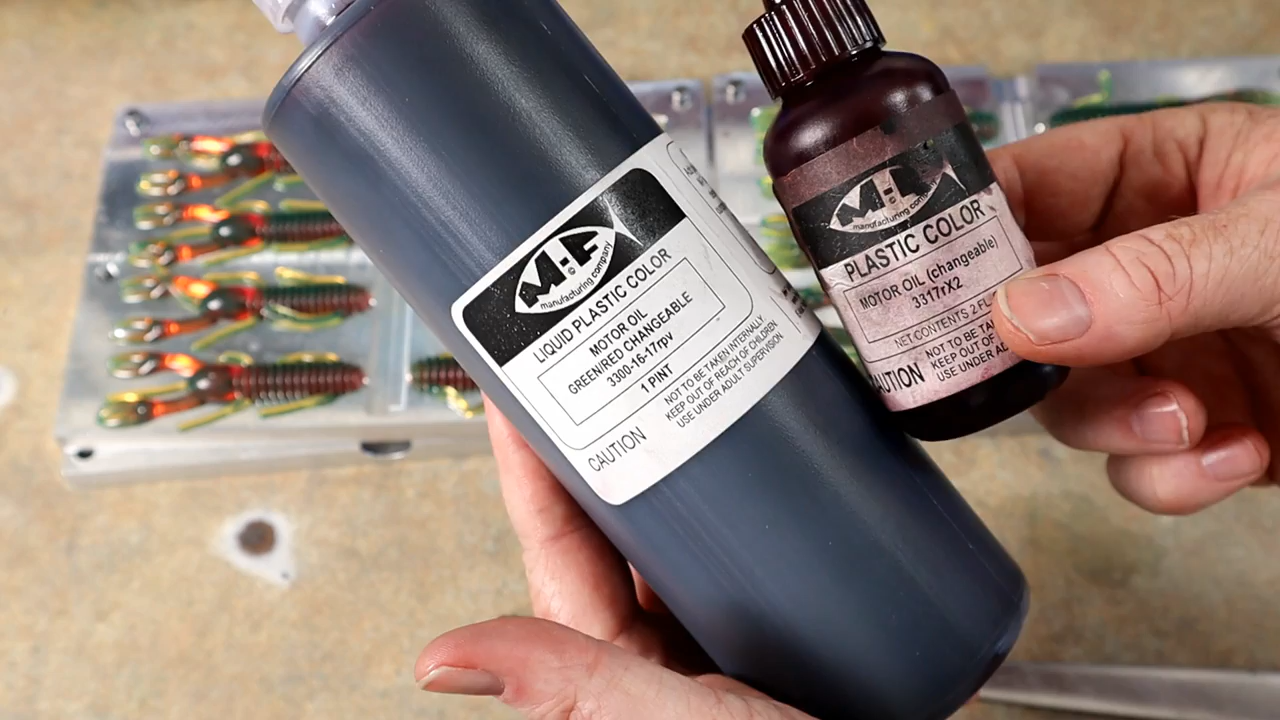 M-F
©
manufacturing company
LIQUID PLASTIC COLOR
MOTOR OIL
GREEN/RED CHANGEABLE
3300-16-17rpv
1 PINT
NOT TO BE TAKEN INTERNALLY.
KEEP OUT OF REACH OF CHILDREN.
USE UNDER ADULT SUPERVISION
CAUTION
M-F
manufacturing company
PLASTIC COLOR
MOTOR OIL (changeable)
3317rX2
NET CONTENTS 2 FL
NOT TO BE TA
KEEP OUT OF
USE UNDER AD
CAUTION